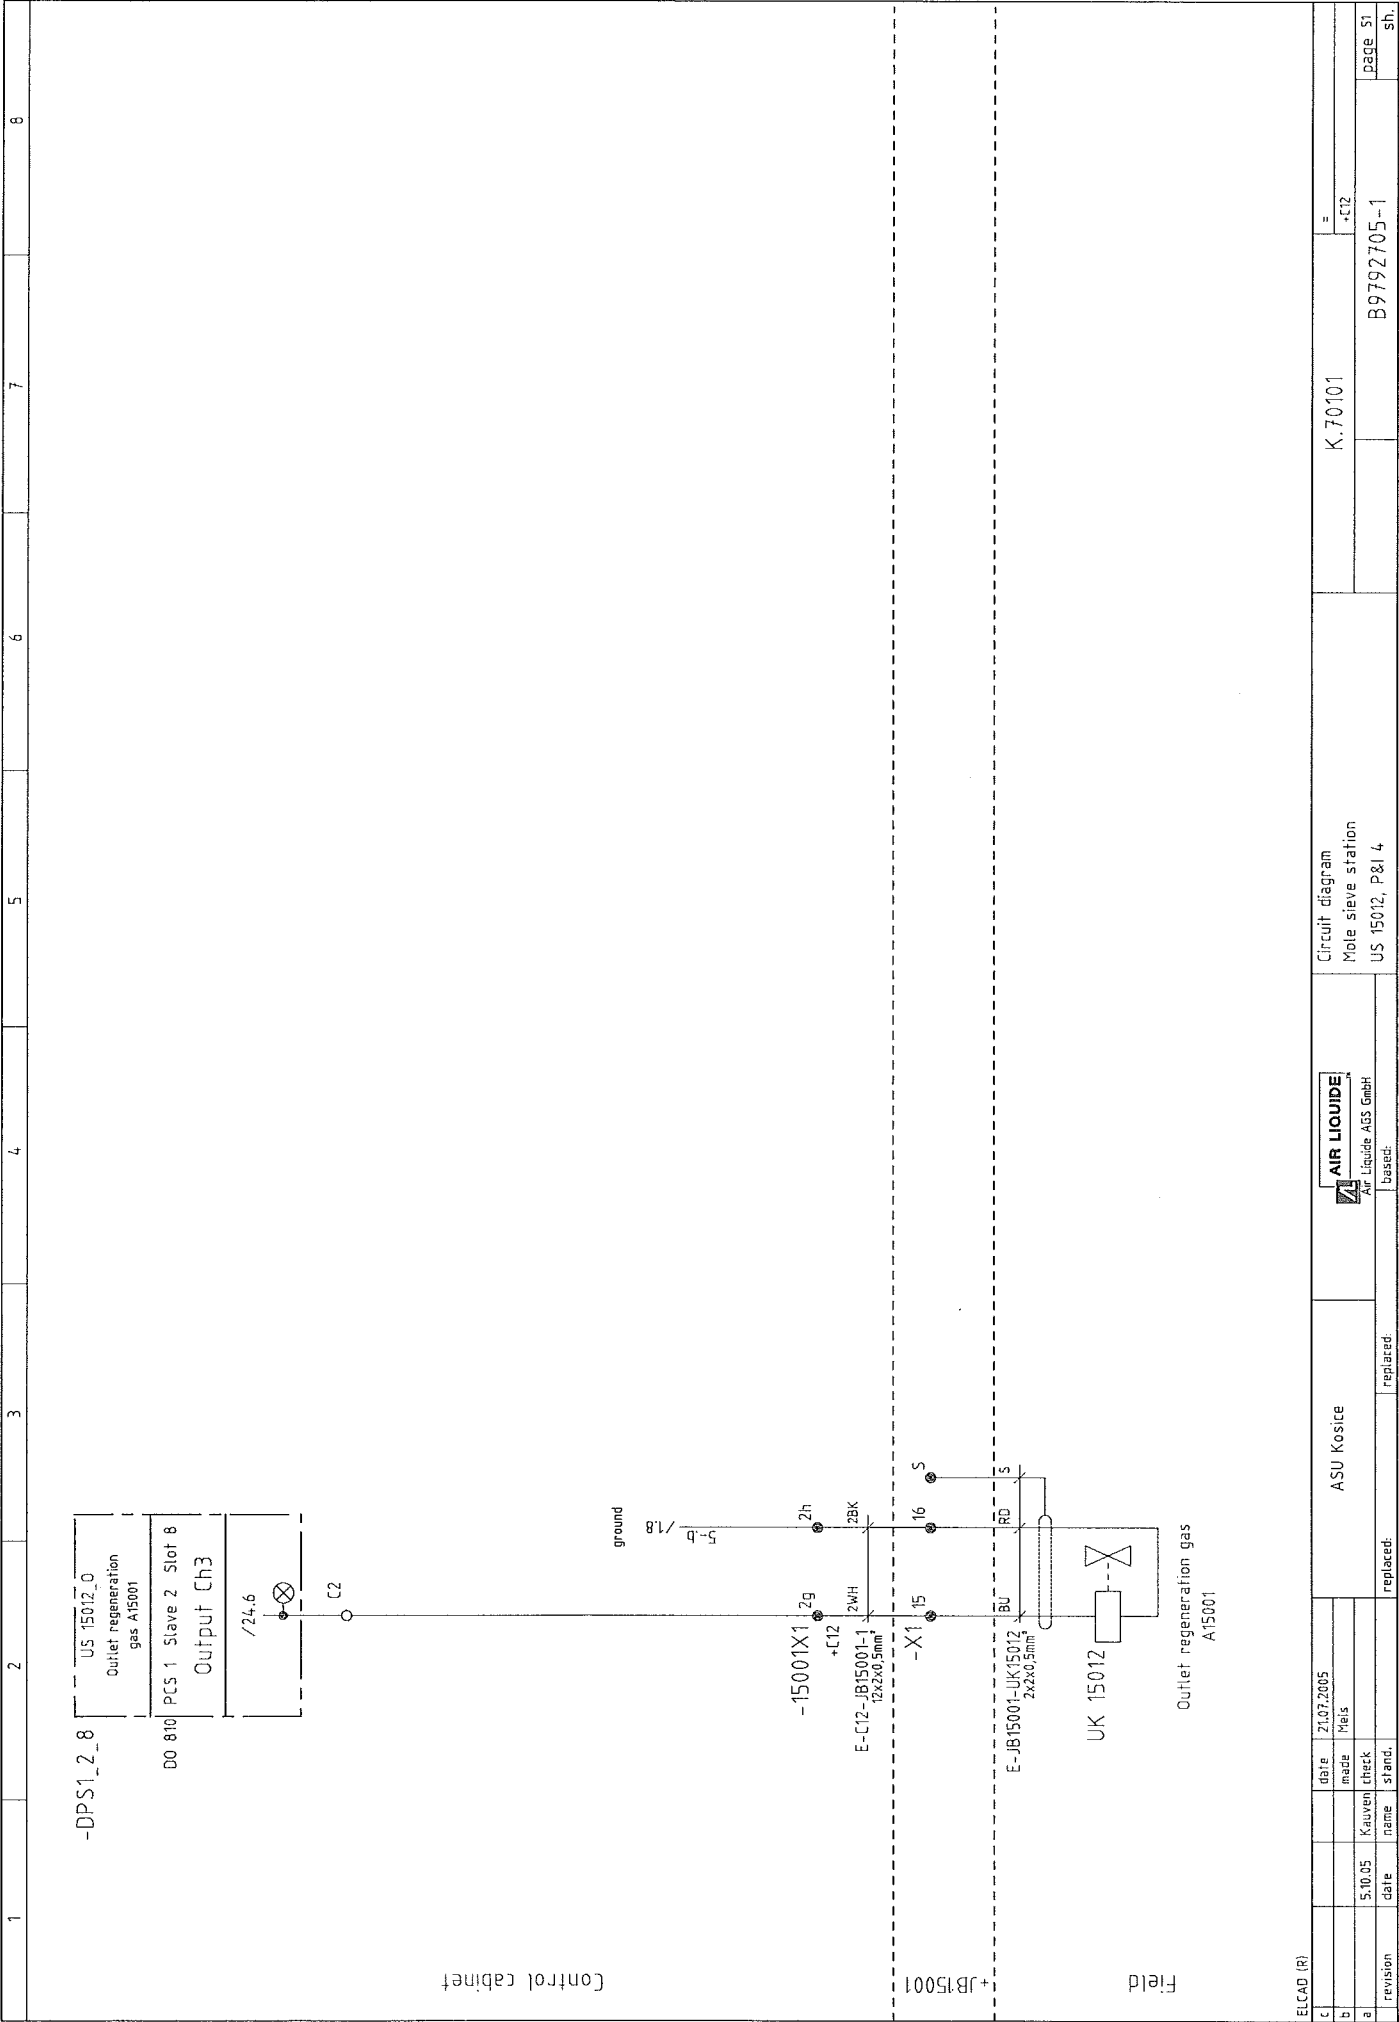 1
2
3
4
5
6
7
8
-DPS1_2_8
US 15012_O
Outlet regeneration
gas A15001
DO 810 PCS 1 Slave 2 Slot 8
Output Ch3
/24.6
C2
ground
/1.8
5-.b
-15001X1 2g 2h
+C12
2WH 2BK
E-C12-JB15001-1
12x2x0,5mm²
-X1 15 16 S
BU RD S
E-JB15001-UK15012
2x2x0,5mm²
UK 15012
Outlet regeneration gas
A15001
Control cabinet
+JB15001
Field
ELCAD (R)
c date 21.07.2005
b made Meis
a 5.10.05 Kauven check
revision date name stand.
ASU Kosice
replaced:
replaced:
based:
AIR LIQUIDE
Air Liquide AGS GmbH
Circuit diagram
Mole sieve station
US 15012, P&I 4
K.70101
=
+C12
B9792705-1
page 51
sh.